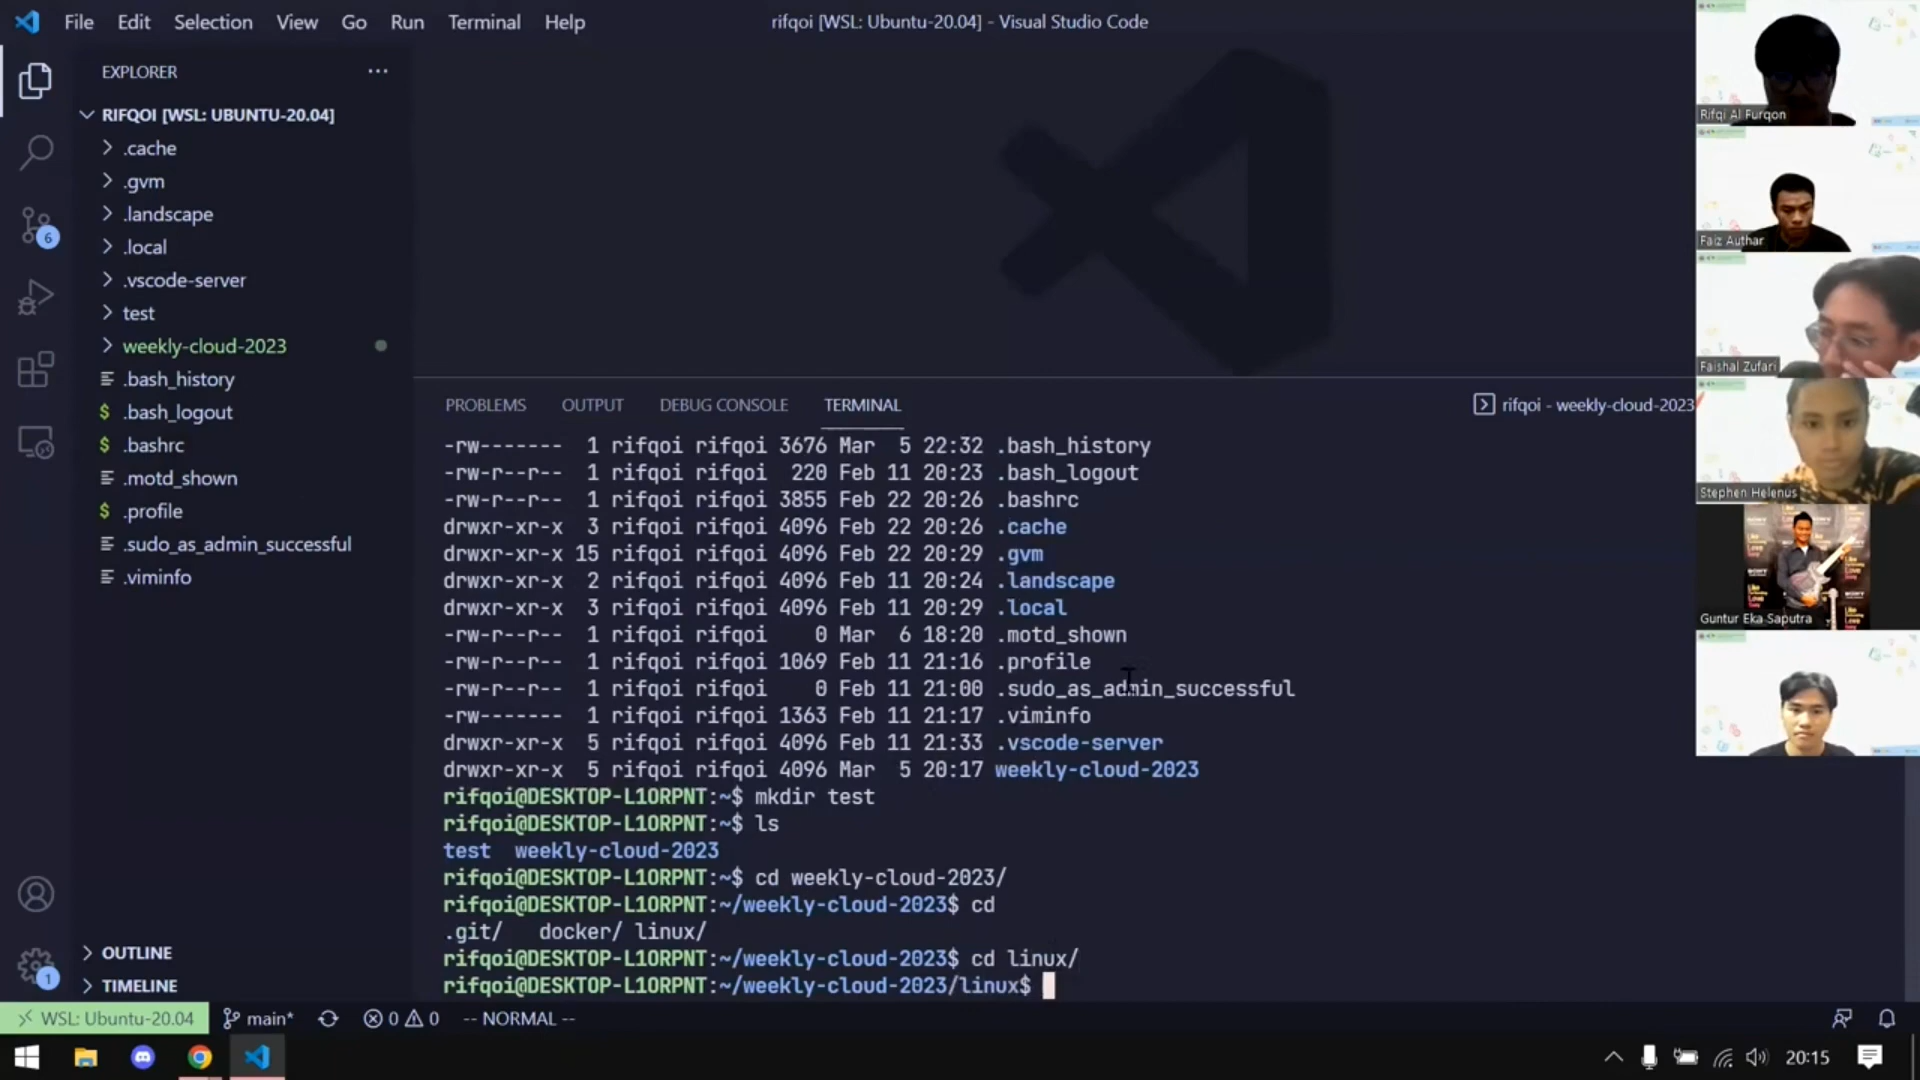 File Edit Selection View Go Run Terminal Help
rifqoi [WSL: Ubuntu-20.04] - Visual Studio Code
EXPLORER
RIFQOI [WSL: UBUNTU-20.04]
.cache
.gvm
.landscape
.local
.vscode-server
test
weekly-cloud-2023
.bash_history
.bash_logout
.bashrc
.motd_shown
.profile
.sudo_as_admin_successful
.viminfo
OUTLINE
TIMELINE
6
1
PROBLEMS OUTPUT DEBUG CONSOLE TERMINAL
rifqoi - weekly-cloud-2023
-rw------- 1 rifqoi rifqoi 3676 Mar 5 22:32 .bash_history
-rw-r--r-- 1 rifqoi rifqoi 220 Feb 11 20:23 .bash_logout
-rw-r--r-- 1 rifqoi rifqoi 3855 Feb 22 20:26 .bashrc
drwxr-xr-x 3 rifqoi rifqoi 4096 Feb 22 20:26 .cache
drwxr-xr-x 15 rifqoi rifqoi 4096 Feb 22 20:29 .gvm
drwxr-xr-x 2 rifqoi rifqoi 4096 Feb 11 20:24 .landscape
drwxr-xr-x 3 rifqoi rifqoi 4096 Feb 11 20:29 .local
-rw-r--r-- 1 rifqoi rifqoi 0 Mar 6 18:20 .motd_shown
-rw-r--r-- 1 rifqoi rifqoi 1069 Feb 11 21:16 .profile
-rw-r--r-- 1 rifqoi rifqoi 0 Feb 11 21:00 .sudo_as_admin_successful
-rw------- 1 rifqoi rifqoi 1363 Feb 11 21:17 .viminfo
drwxr-xr-x 5 rifqoi rifqoi 4096 Feb 11 21:33 .vscode-server
drwxr-xr-x 5 rifqoi rifqoi 4096 Mar 5 20:17 weekly-cloud-2023
rifqoi@DESKTOP-L1ORPNT:~$ mkdir test
rifqoi@DESKTOP-L1ORPNT:~$ ls
test weekly-cloud-2023
rifqoi@DESKTOP-L1ORPNT:~$ cd weekly-cloud-2023/
rifqoi@DESKTOP-L1ORPNT:~/weekly-cloud-2023$ cd
.git/ docker/ linux/
rifqoi@DESKTOP-L1ORPNT:~/weekly-cloud-2023$ cd linux/
rifqoi@DESKTOP-L1ORPNT:~/weekly-cloud-2023/linux$
Rifqi Al Furqon
Faiz Authar
Faishal Zufari
Stephen Helenus
Guntur Eka Saputra
WSL: Ubuntu-20.04 main* 0 0 -- NORMAL --
20:15